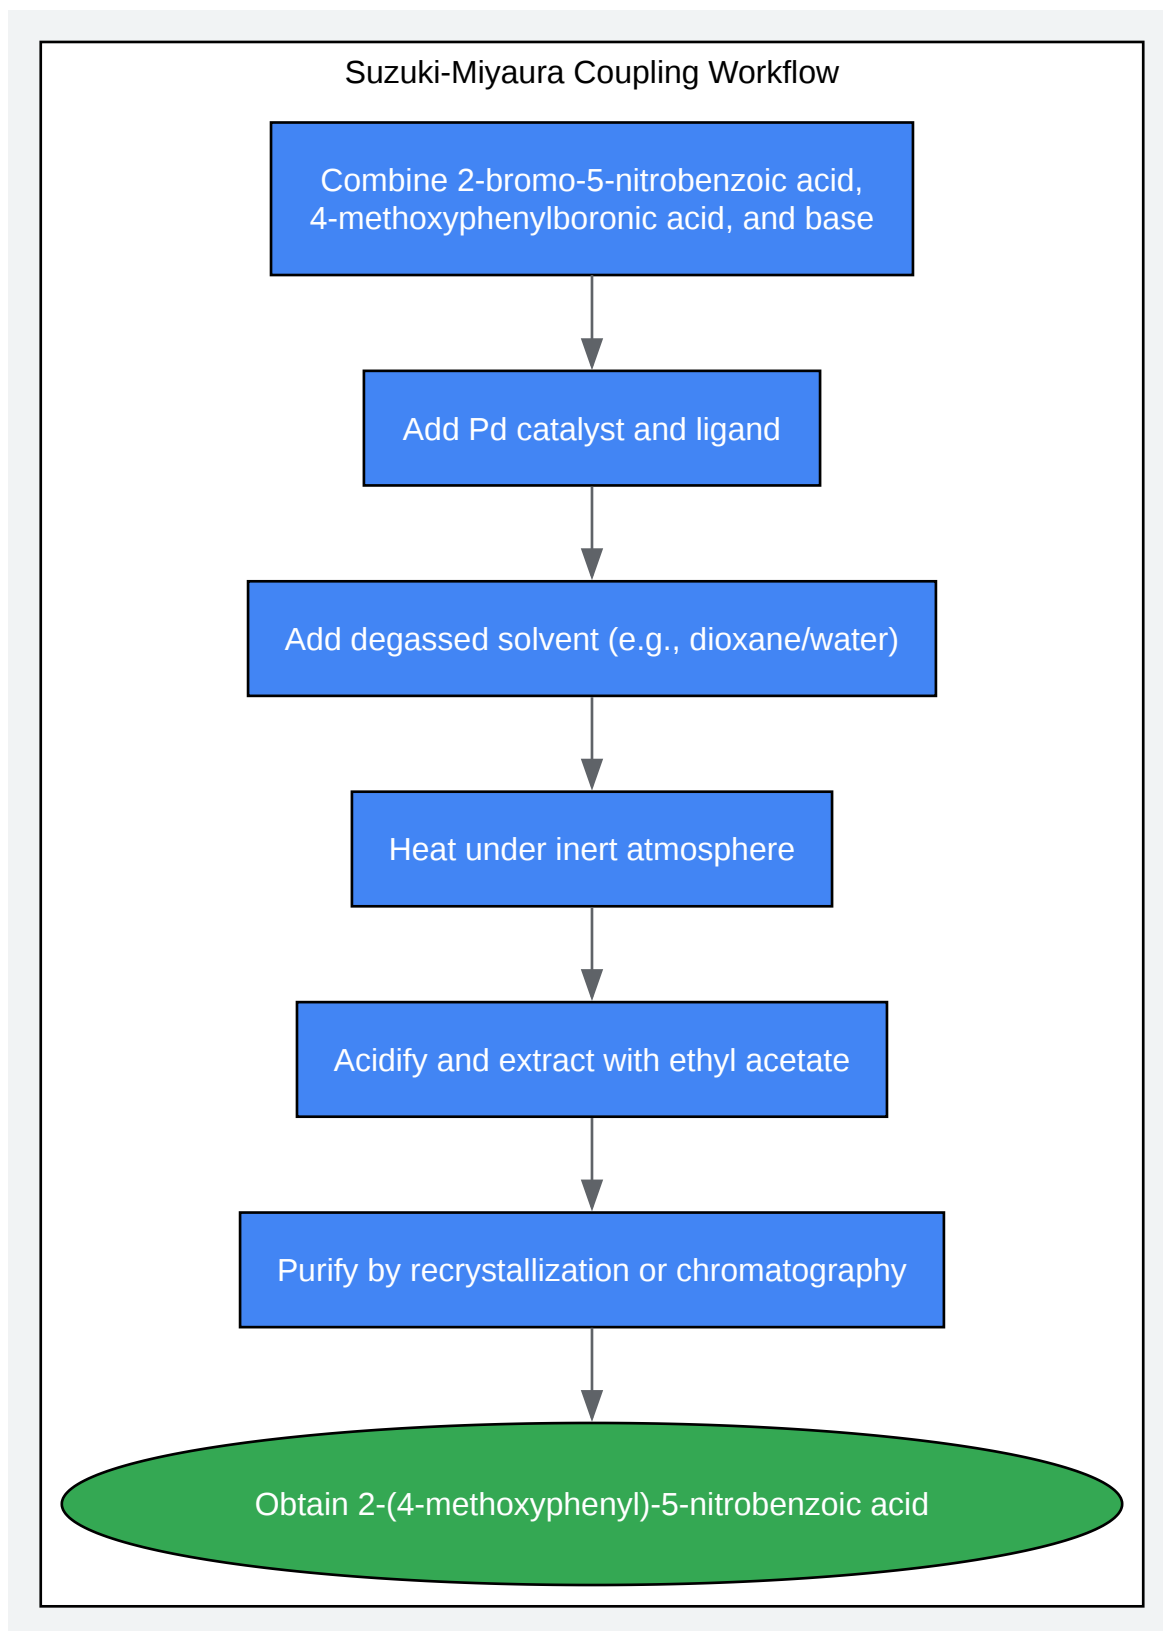 Suzuki-Miyaura Coupling Workflow
Combine 2-bromo-5-nitrobenzoic acid,
4-methoxyphenylboronic acid, and base
Add Pd catalyst and ligand
Add degassed solvent (e.g., dioxane/water)
Heat under inert atmosphere
Acidify and extract with ethyl acetate
Purify by recrystallization or chromatography
Obtain 2-(4-methoxyphenyl)-5-nitrobenzoic acid